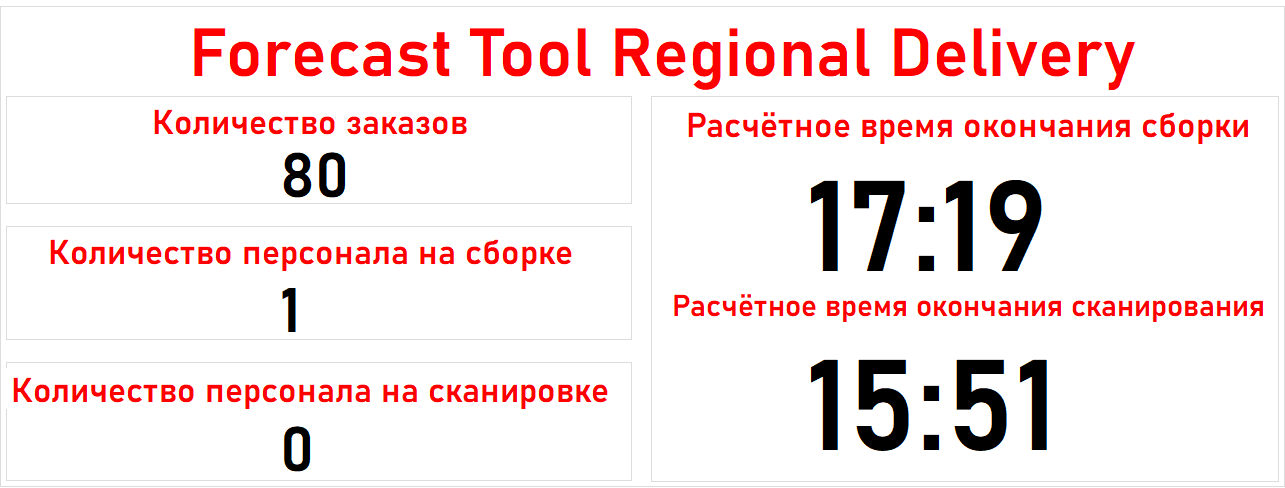 Forecast Tool Regional Delivery
Количество заказов
80
Количество персонала на сборке
1
Количество персонала на сканировке
0
Расчётное время окончания сборки
17:19
Расчётное время окончания сканирования
15:51